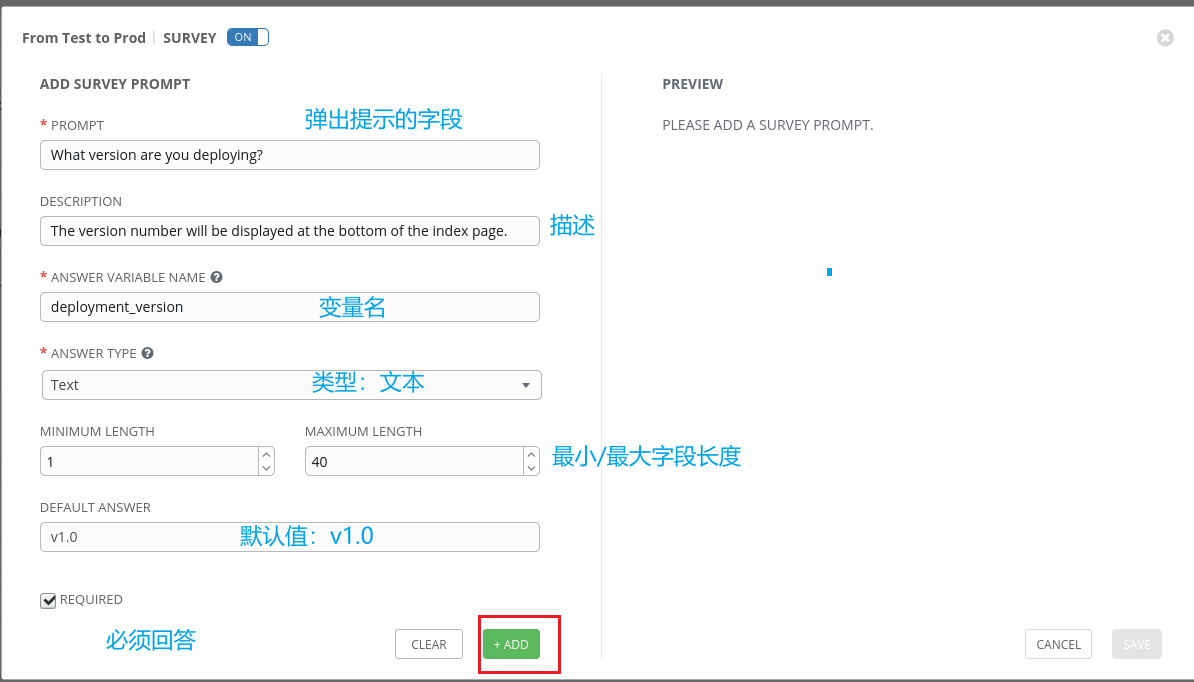 From Test to Prod | SURVEY ON
ADD SURVEY PROMPT
* PROMPT 弹出提示的字段
What version are you deploying?
DESCRIPTION
The version number will be displayed at the bottom of the index page. 描述
* ANSWER VARIABLE NAME ?
deployment_version 变量名
* ANSWER TYPE ?
Text 类型：文本
MINIMUM LENGTH MAXIMUM LENGTH
1 40 最小/最大字段长度
DEFAULT ANSWER
v1.0 默认值：v1.0
REQUIRED
必须回答
CLEAR + ADD
PREVIEW
PLEASE ADD A SURVEY PROMPT.
CANCEL SAVE